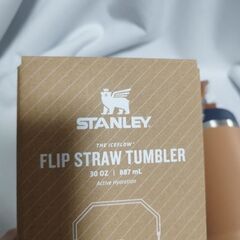 STANLEY
THE ICEFLOW™
FLIP STRAW TUMBLER
30 OZ | 887 mL
Active Hydration